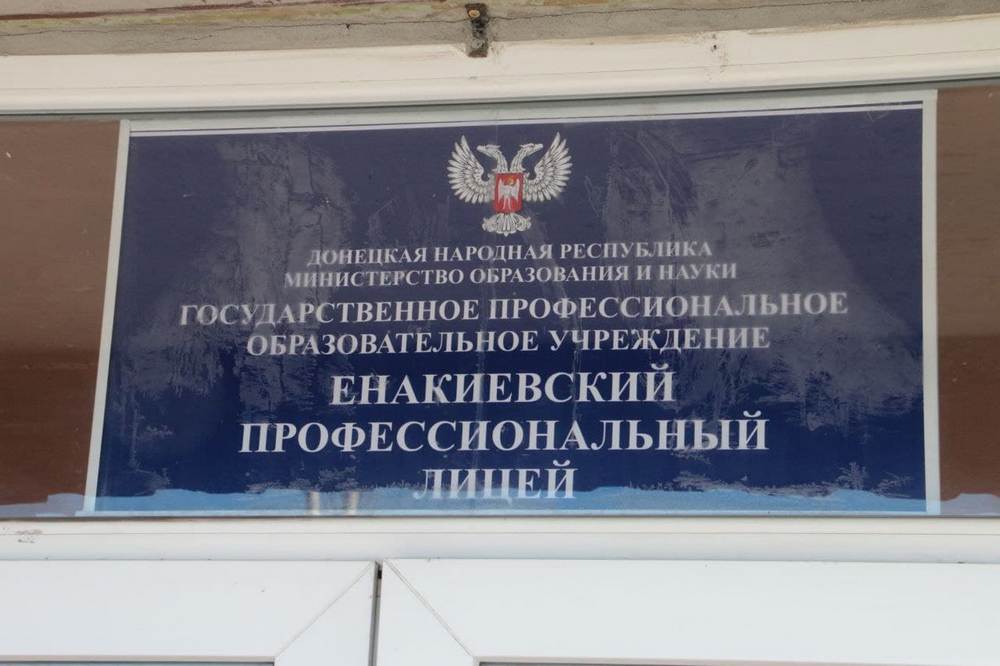 ДОНЕЦКАЯ НАРОДНАЯ РЕСПУБЛИКА
МИНИСТЕРСТВО ОБРАЗОВАНИЯ И НАУКИ
ГОСУДАРСТВЕННОЕ ПРОФЕССИОНАЛЬНОЕ
ОБРАЗОВАТЕЛЬНОЕ УЧРЕЖДЕНИЕ
ЕНАКИЕВСКИЙ
ПРОФЕССИОНАЛЬНЫЙ
ЛИЦЕЙ